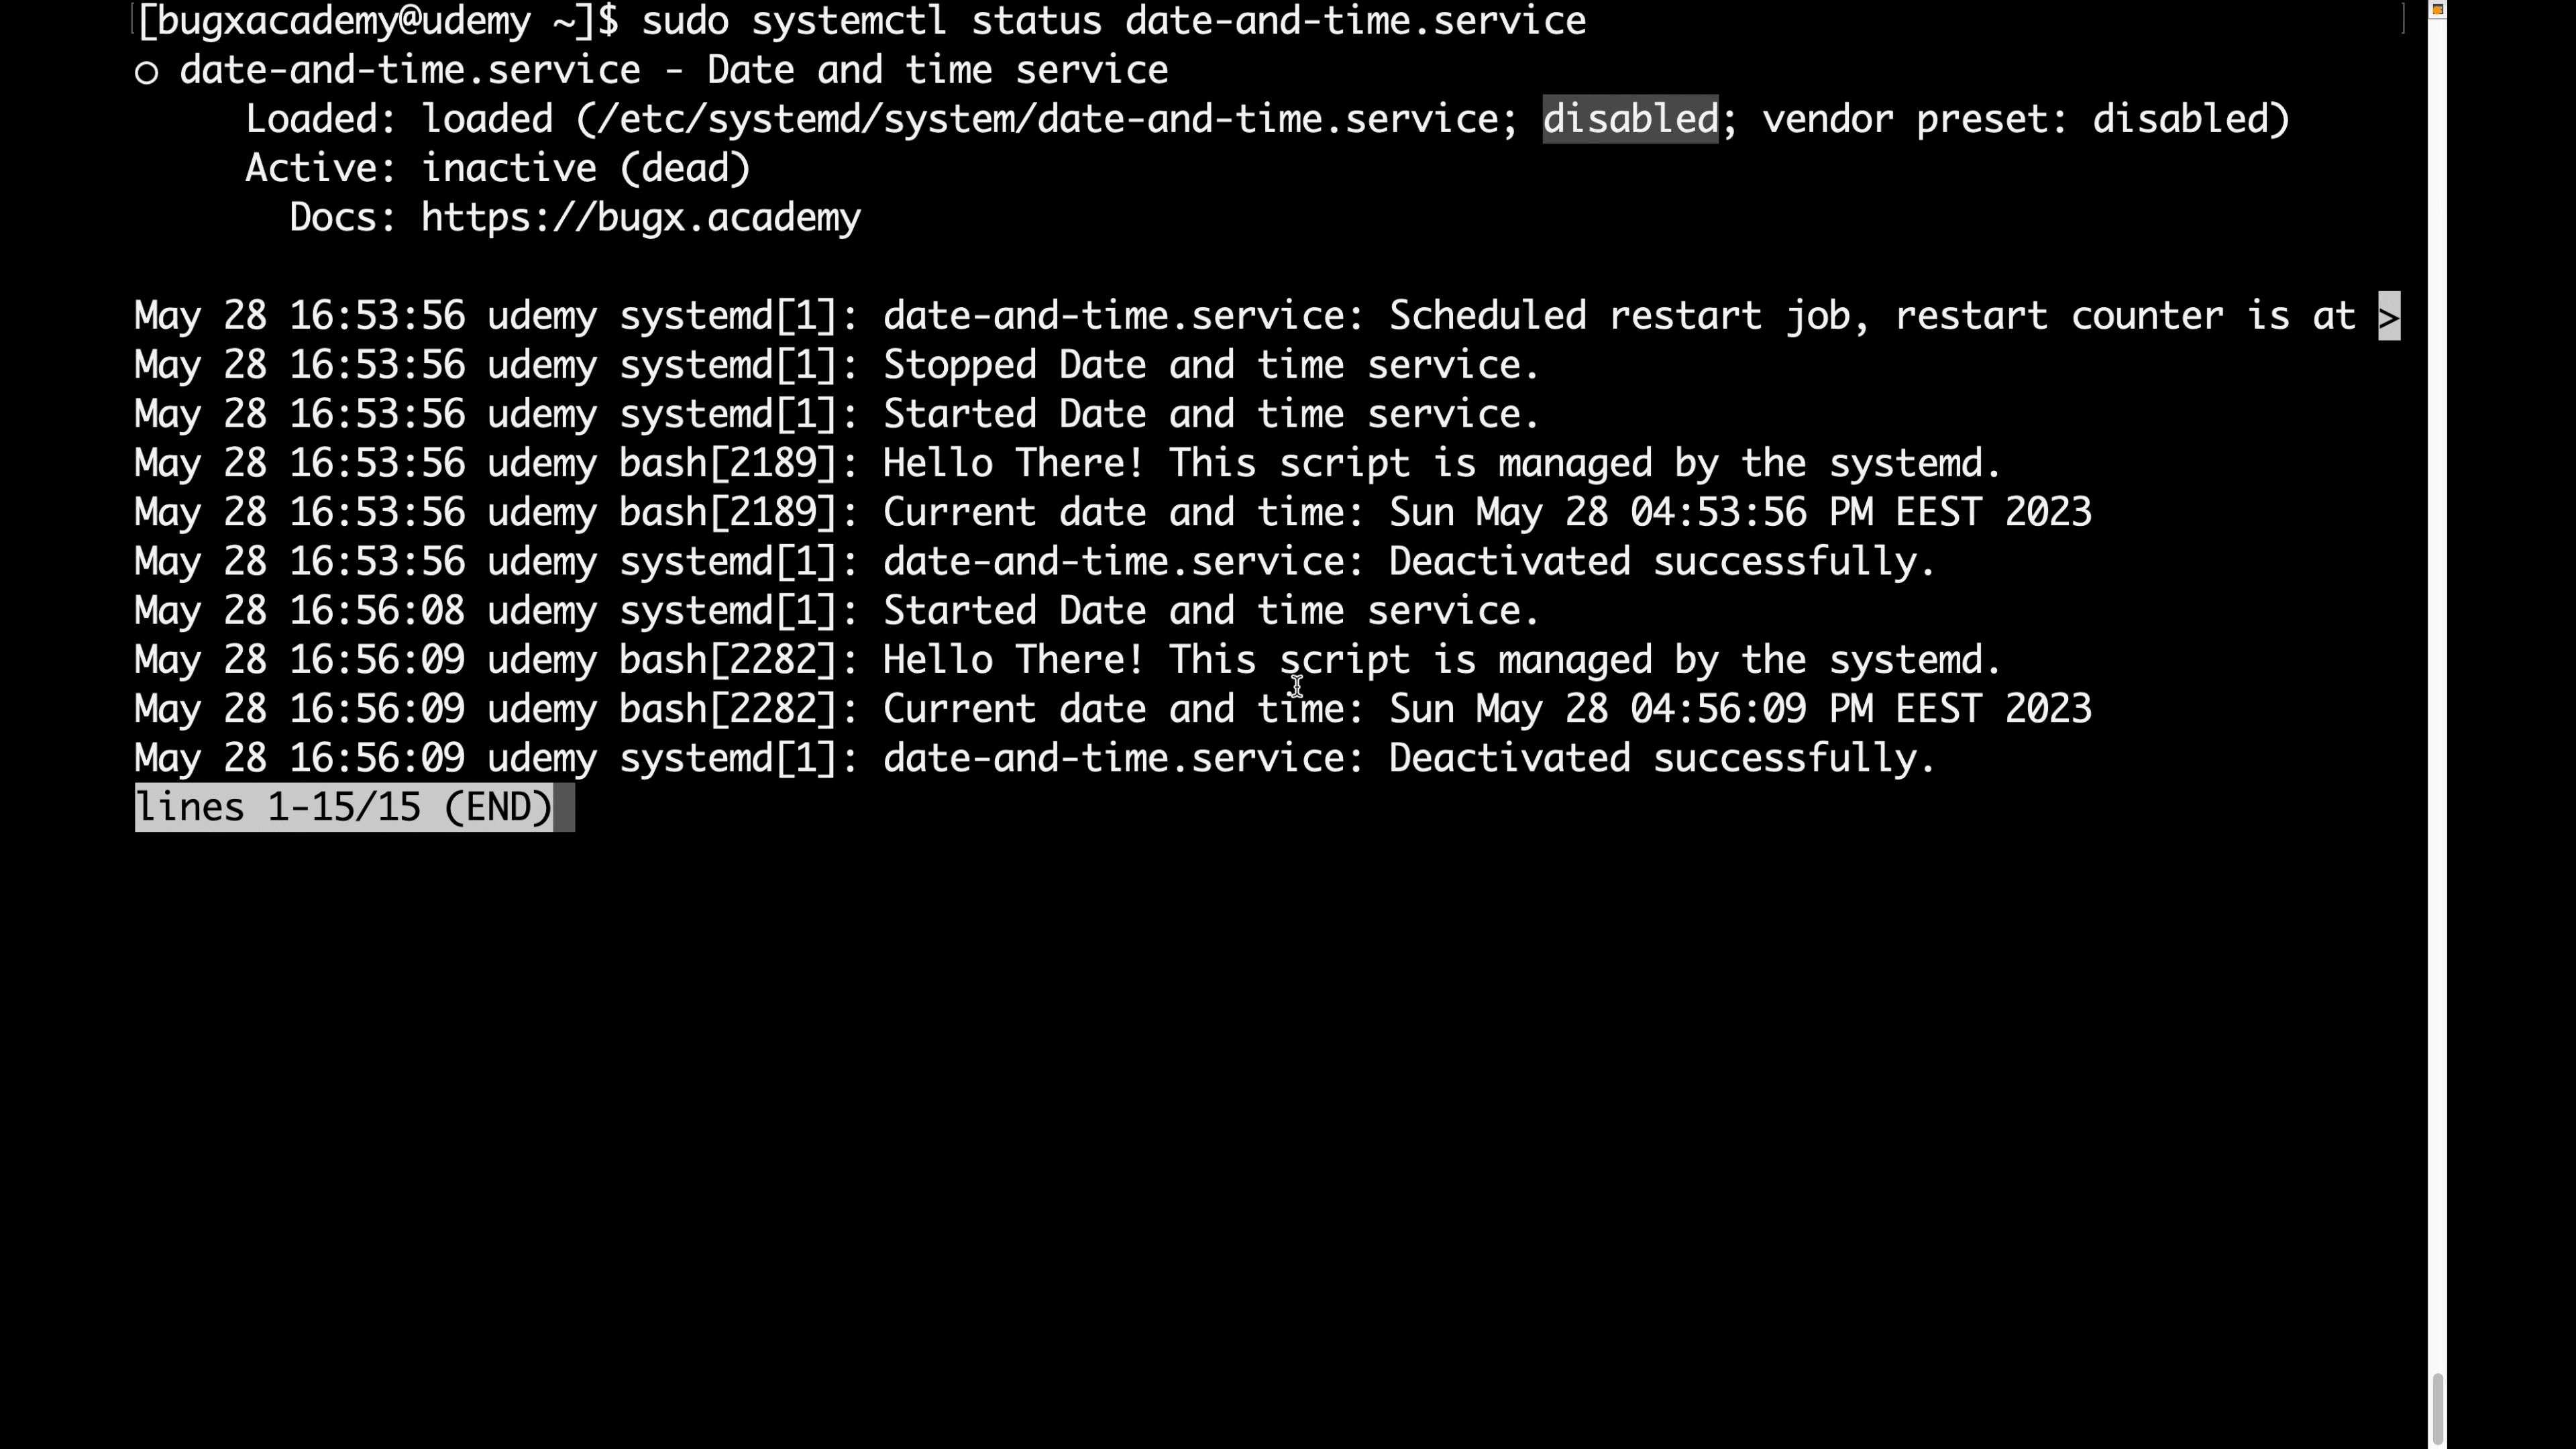 [bugxacademy@udemy ~]$ sudo systemctl status date-and-time.service
○ date-and-time.service - Date and time service
Loaded: loaded (/etc/systemd/system/date-and-time.service; disabled; vendor preset: disabled)
Active: inactive (dead)
Docs: https://bugx.academy
May 28 16:53:56 udemy systemd[1]: date-and-time.service: Scheduled restart job, restart counter is at >
May 28 16:53:56 udemy systemd[1]: Stopped Date and time service.
May 28 16:53:56 udemy systemd[1]: Started Date and time service.
May 28 16:53:56 udemy bash[2189]: Hello There! This script is managed by the systemd.
May 28 16:53:56 udemy bash[2189]: Current date and time: Sun May 28 04:53:56 PM EEST 2023
May 28 16:53:56 udemy systemd[1]: date-and-time.service: Deactivated successfully.
May 28 16:56:08 udemy systemd[1]: Started Date and time service.
May 28 16:56:09 udemy bash[2282]: Hello There! This script is managed by the systemd.
May 28 16:56:09 udemy bash[2282]: Current date and time: Sun May 28 04:56:09 PM EEST 2023
May 28 16:56:09 udemy systemd[1]: date-and-time.service: Deactivated successfully.
lines 1-15/15 (END)